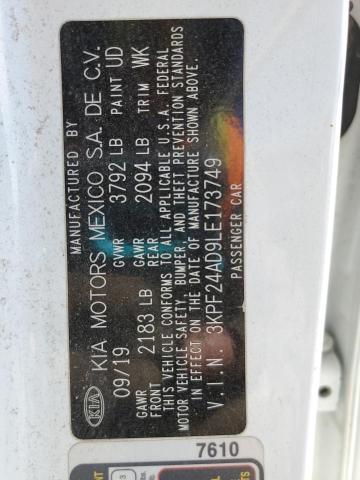 MANUFACTURED BY
KIA KIA MOTORS MEXICO S.A. DE C.V.
09/19 GVWR 3792 LB PAINT UD
GAWR FRONT 2183 LB GAWR REAR 2094 LB TRIM WK
THIS VEHICLE CONFORMS TO ALL APPLICABLE U.S.A. FEDERAL
MOTOR VEHICLE SAFETY, BUMPER, AND THEFT PREVENTION STANDARDS
IN EFFECT ON THE DATE OF MANUFACTURE SHOWN ABOVE.
V.I.N. 3KPF24AD9LE173749
PASSENGER CAR
7610